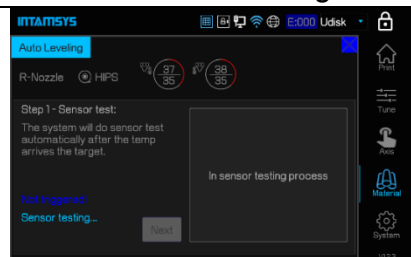 INTAMSYS E:000 Udisk
Auto Leveling
R-Nozzle HIPS 37 35 38 35
Print
Step 1 - Sensor test:
The system will do sensor test
automatically after the temp
arrives the target.
Tune
Axis
In sensor testing process
Not triggered!
Material
Sensor testing...
Next
System